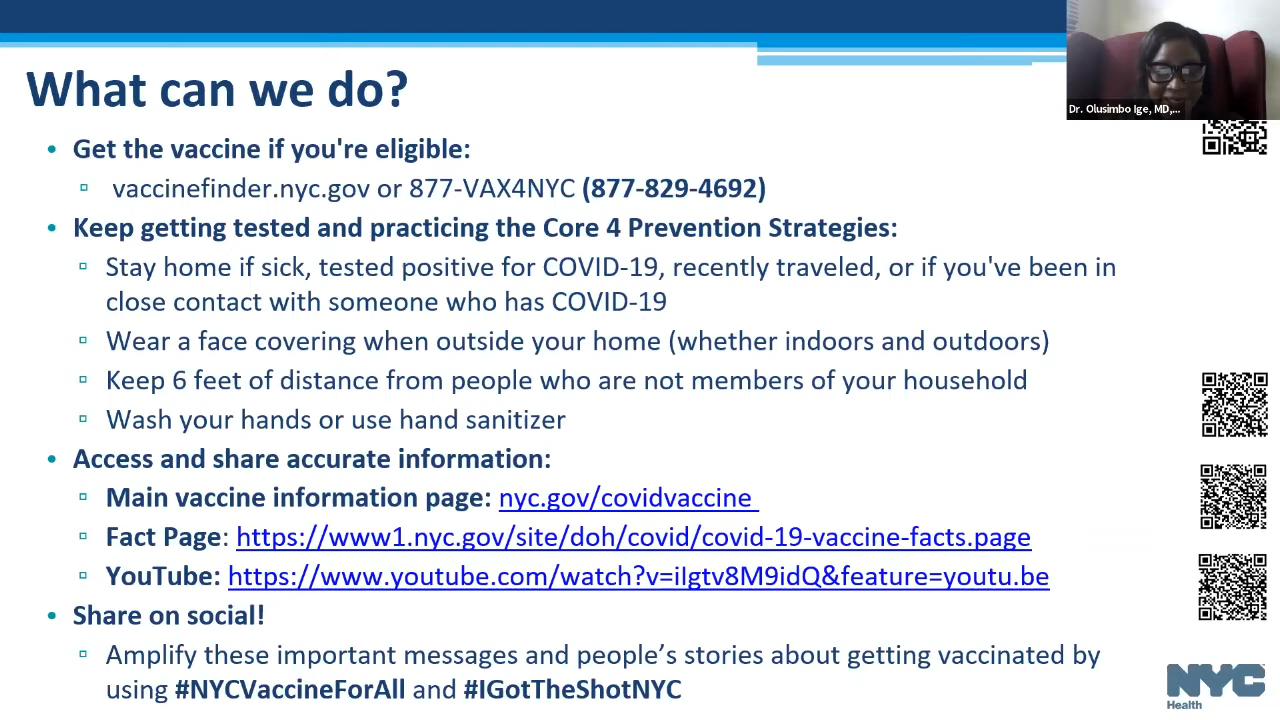 What can we do?
Dr. Olusimbo Ige, MD,...
• Get the vaccine if you're eligible:
▫ vaccinefinder.nyc.gov or 877-VAX4NYC (877-829-4692)
• Keep getting tested and practicing the Core 4 Prevention Strategies:
▫ Stay home if sick, tested positive for COVID-19, recently traveled, or if you've been in
close contact with someone who has COVID-19
▫ Wear a face covering when outside your home (whether indoors and outdoors)
▫ Keep 6 feet of distance from people who are not members of your household
▫ Wash your hands or use hand sanitizer
• Access and share accurate information:
▫ Main vaccine information page: nyc.gov/covidvaccine
▫ Fact Page: https://www1.nyc.gov/site/doh/covid/covid-19-vaccine-facts.page
▫ YouTube: https://www.youtube.com/watch?v=iIgtv8M9idQ&feature=youtu.be
• Share on social!
▫ Amplify these important messages and people’s stories about getting vaccinated by
using #NYCVaccineForAll and #IGotTheShotNYC
NYC
Health